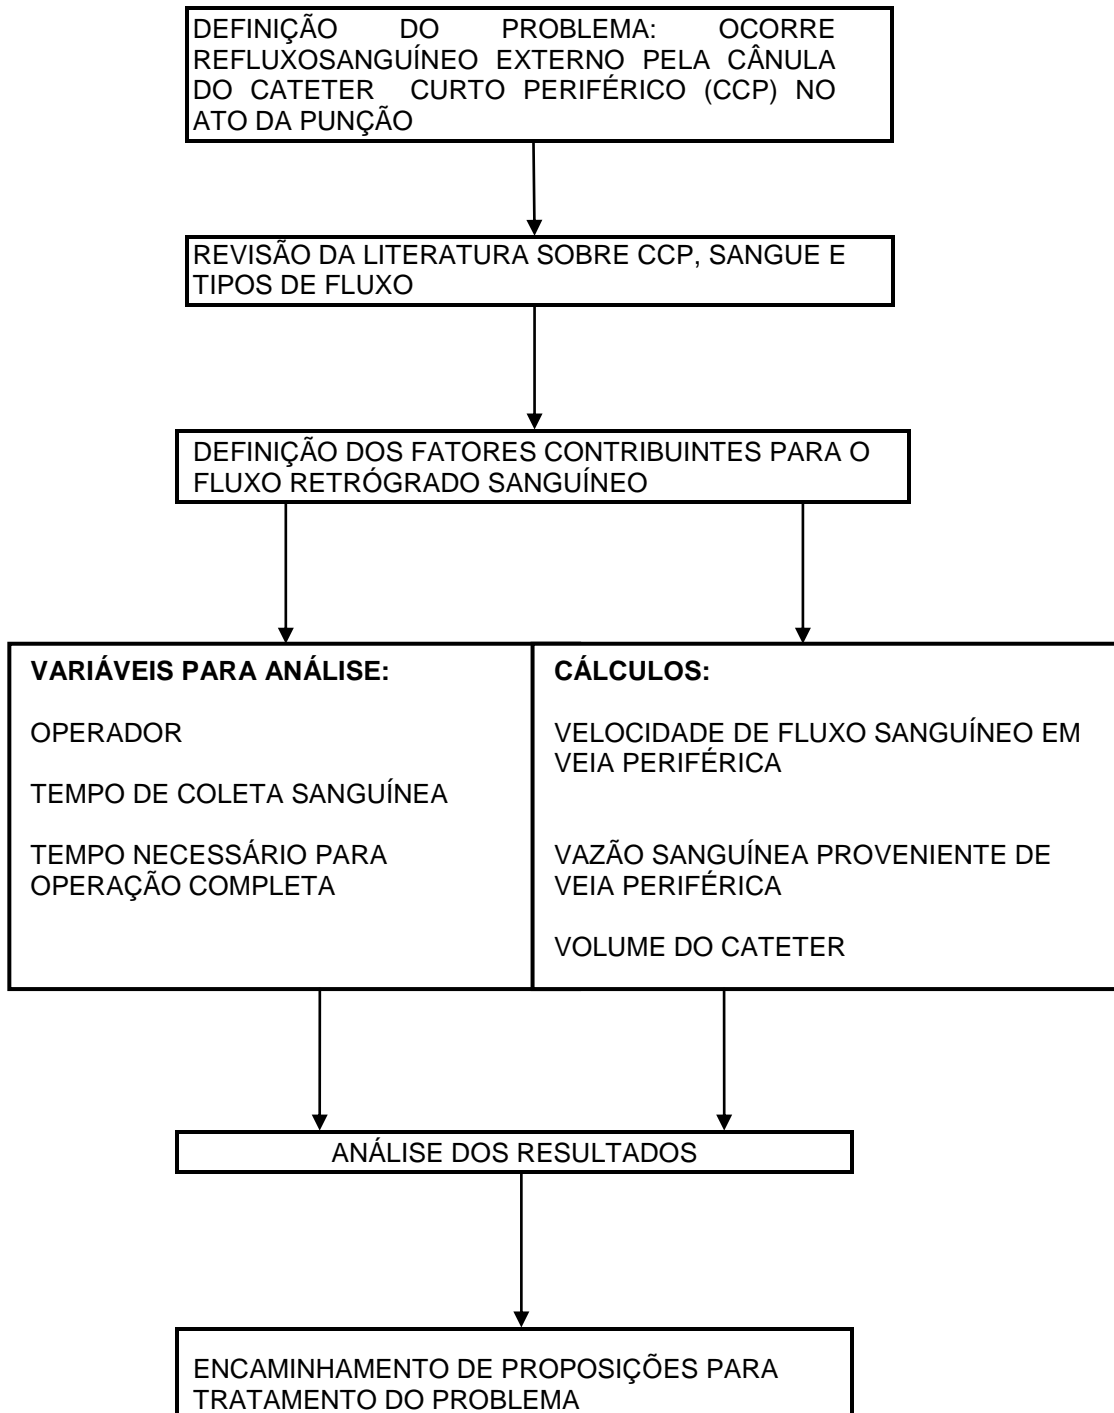 DEFINIÇÃO DO PROBLEMA: OCORRE
REFLUXOSANGUÍNEO EXTERNO PELA CÂNULA
DO CATETER CURTO PERIFÉRICO (CCP) NO
ATO DA PUNÇÃO
REVISÃO DA LITERATURA SOBRE CCP, SANGUE E
TIPOS DE FLUXO
DEFINIÇÃO DOS FATORES CONTRIBUINTES PARA O
FLUXO RETRÓGRADO SANGUÍNEO
VARIÁVEIS PARA ANÁLISE:
OPERADOR
TEMPO DE COLETA SANGUÍNEA
TEMPO NECESSÁRIO PARA
OPERAÇÃO COMPLETA
CÁLCULOS:
VELOCIDADE DE FLUXO SANGUÍNEO EM
VEIA PERIFÉRICA
VAZÃO SANGUÍNEA PROVENIENTE DE
VEIA PERIFÉRICA
VOLUME DO CATETER
ANÁLISE DOS RESULTADOS
ENCAMINHAMENTO DE PROPOSIÇÕES PARA
TRATAMENTO DO PROBLEMA